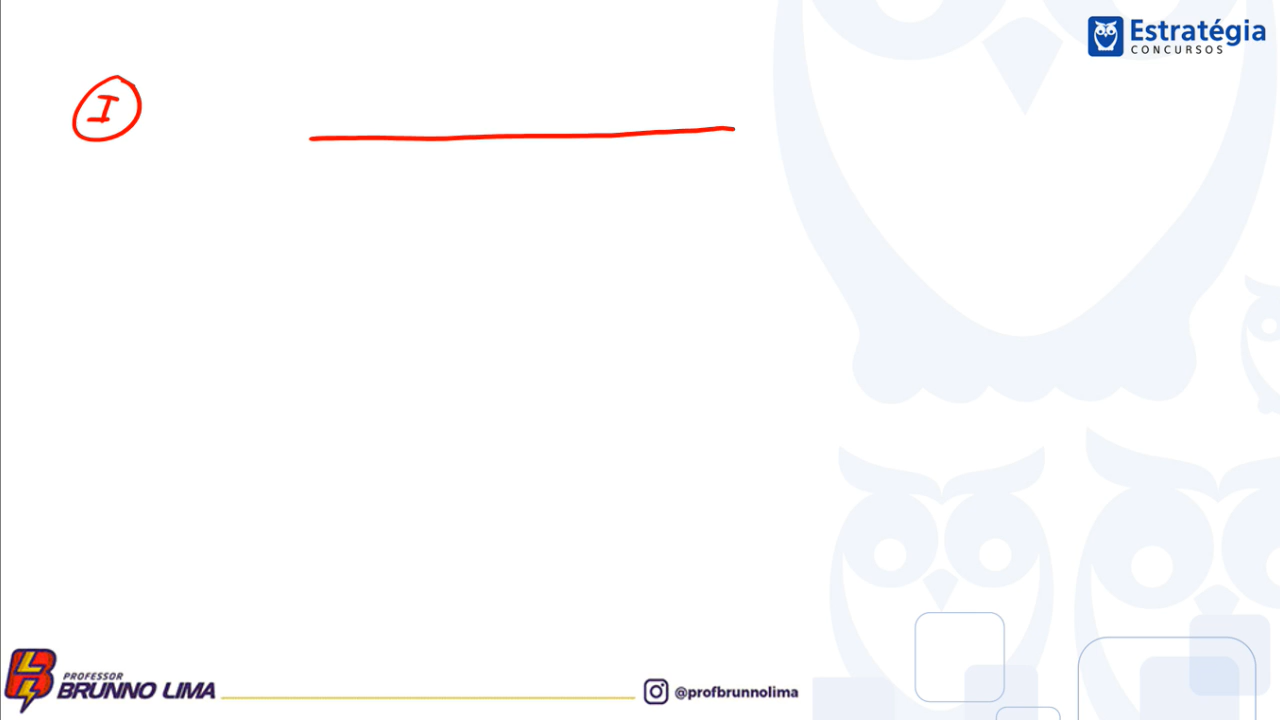 Estratégia
CONCURSOS
I
PROFESSOR
BRUNNO LIMA
@profbrunnolima